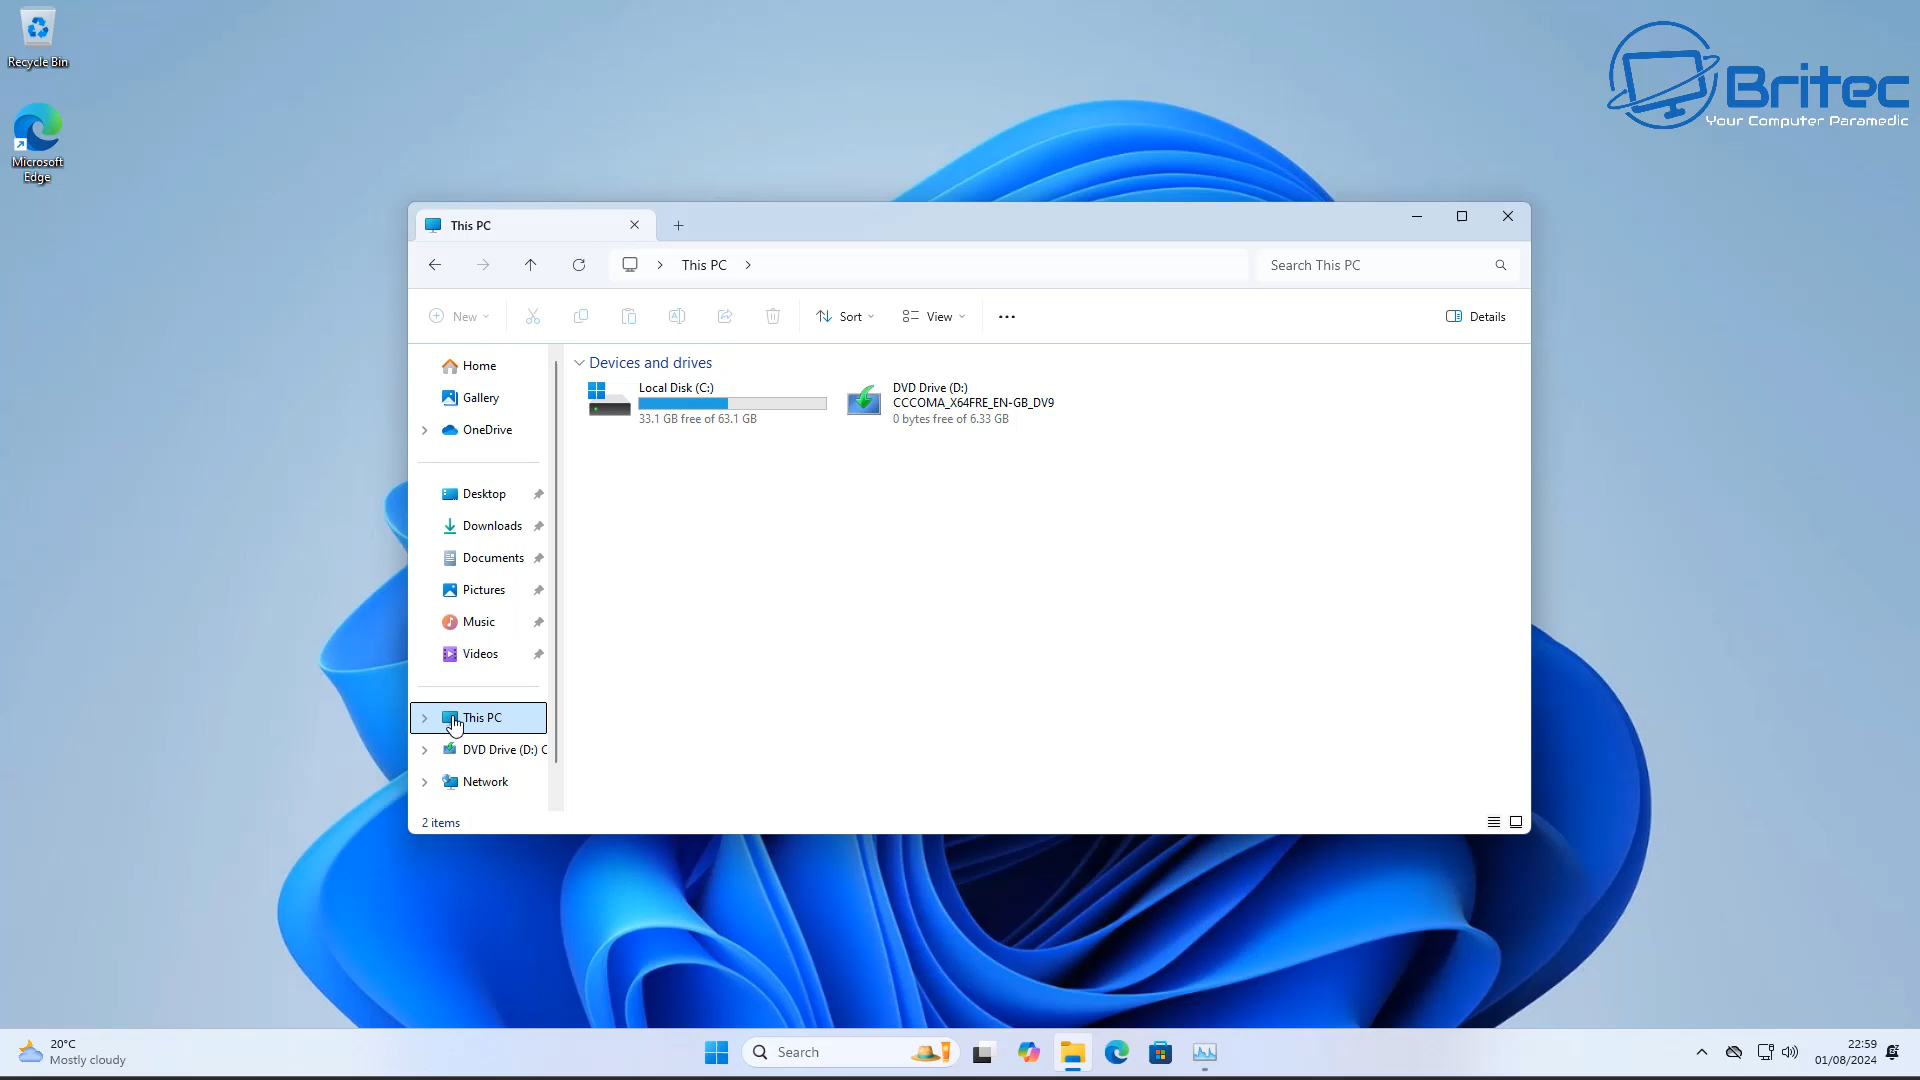 Recycle Bin
Microsoft
Edge
Britec
Your Computer Paramedic
This PC
This PC
Search This PC
New
Sort
View
Details
Home
Gallery
OneDrive
Desktop
Downloads
Documents
Pictures
Music
Videos
This PC
DVD Drive (D:) C
Network
Devices and drives
Local Disk (C:)
33.1 GB free of 63.1 GB
DVD Drive (D:)
CCCOMA_X64FRE_EN-GB_DV9
0 bytes free of 6.33 GB
2 items
20°C
Mostly cloudy
Search
22:59
01/08/2024